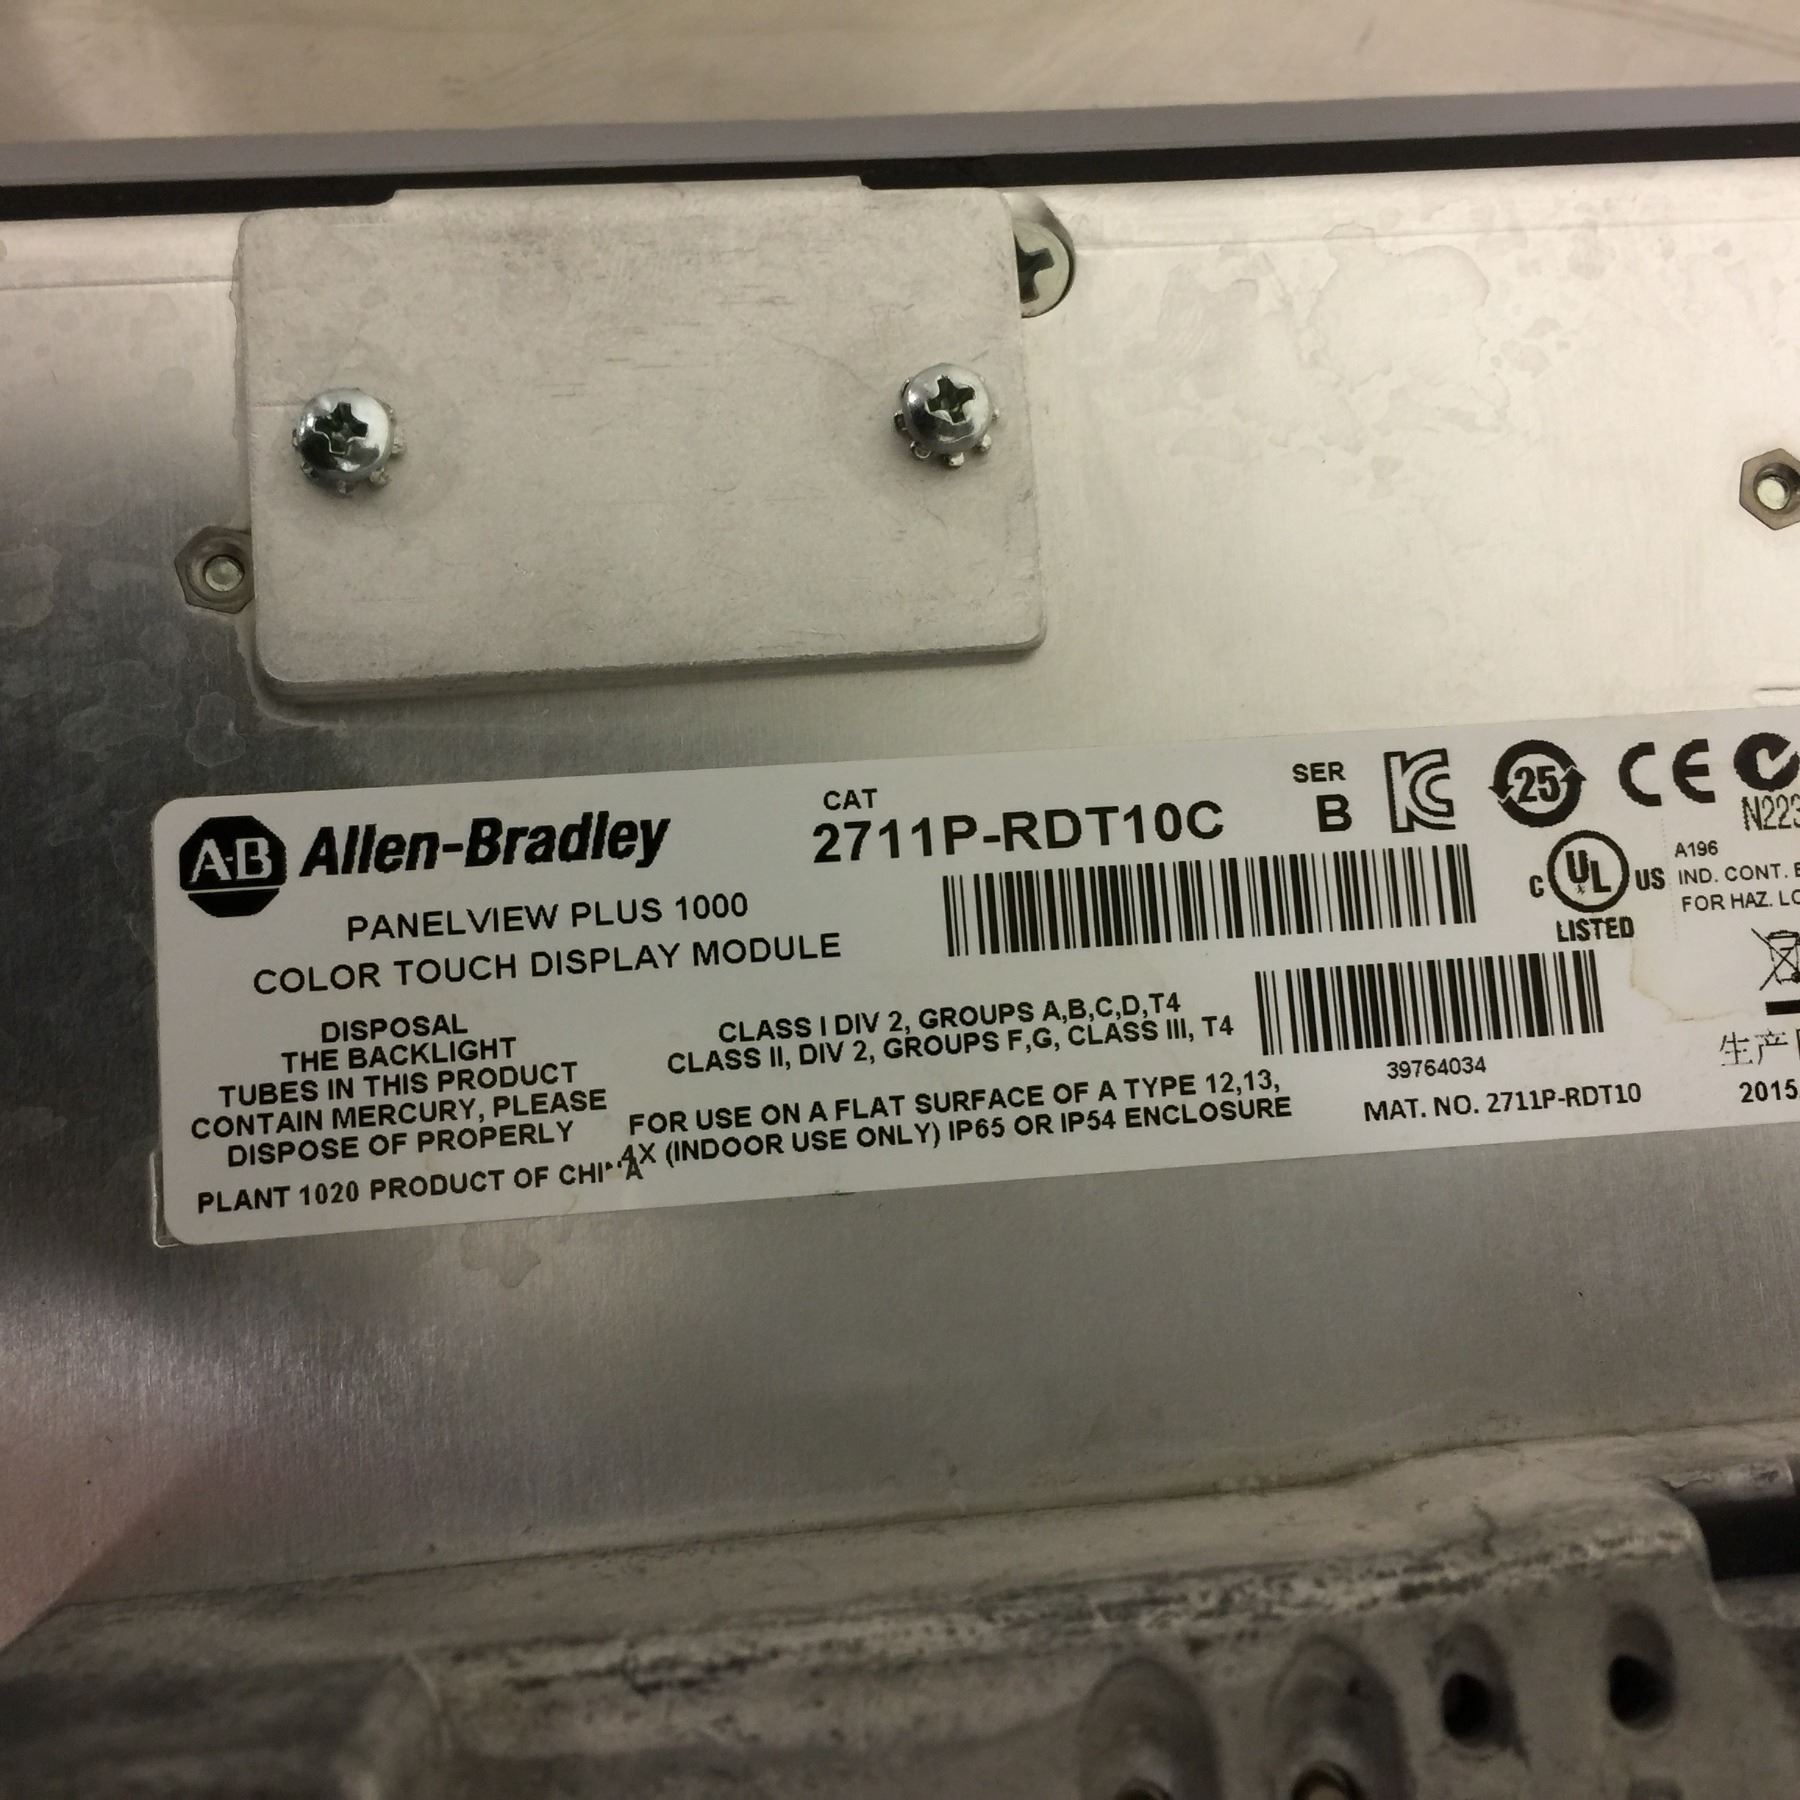 A-B Allen-Bradley
PANELVIEW PLUS 1000
COLOR TOUCH DISPLAY MODULE
CAT
2711P-RDT10C
SER
B
25
CE
N223
C UL US
LISTED
A196
IND. CONT.
FOR HAZ.
DISPOSAL
THE BACKLIGHT
TUBES IN THIS PRODUCT
CONTAIN MERCURY, PLEASE
DISPOSE OF PROPERLY
PLANT 1020 PRODUCT OF CHINA
CLASS I DIV 2, GROUPS A,B,C,D,T4
CLASS II, DIV 2, GROUPS F,G, CLASS III, T4
FOR USE ON A FLAT SURFACE OF A TYPE 12,13,
4X (INDOOR USE ONLY) IP65 OR IP54 ENCLOSURE
39764034
MAT. NO. 2711P-RDT10
生产
2015